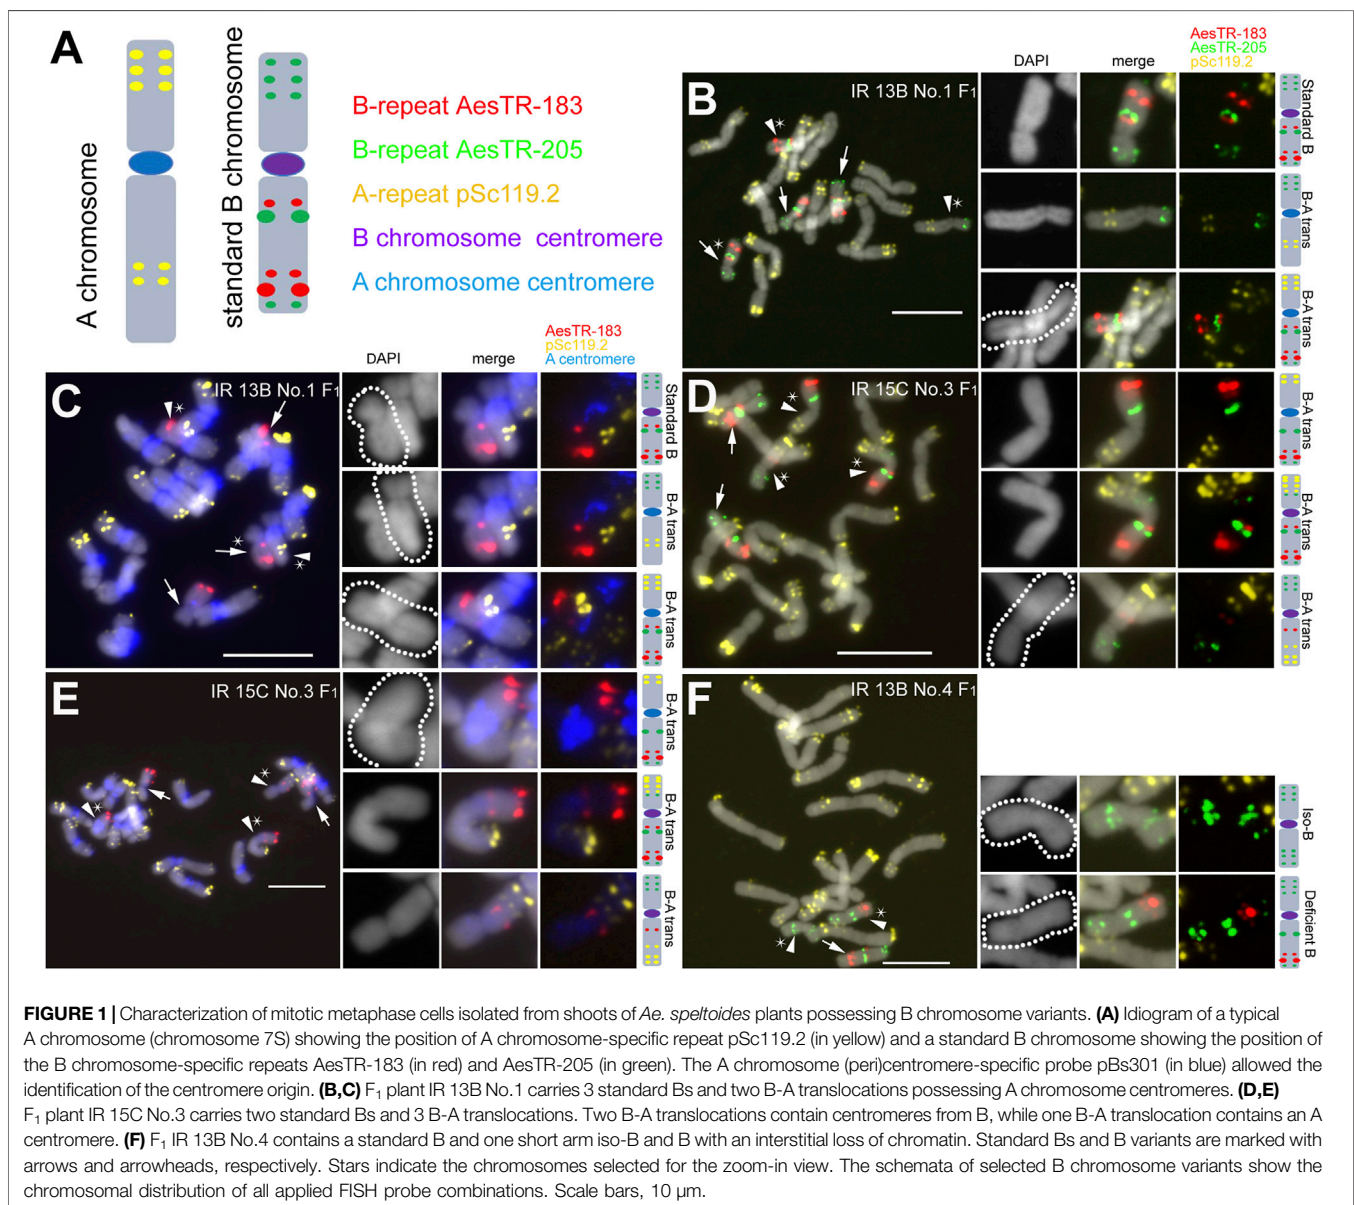 A
A chromosome
standard B chromosome
B-repeat AesTR-183
B-repeat AesTR-205
A-repeat pSc119.2
B chromosome centromere
A chromosome centromere
B
IR 13B No.1 F1
DAPI
merge
AesTR-183
AesTR-205
pSc119.2
Standard B
B-A trans
B-A trans
C
IR 13B No.1 F1
DAPI
merge
AesTR-183
pSc119.2
A centromere
Standard B
B-A trans
B-A trans
D
IR 15C No.3 F1
B-A trans
B-A trans
B-A trans
E
IR 15C No.3 F1
B-A trans
B-A trans
B-A trans
F
IR 13B No.4 F1
Iso-B
Deficient B
FIGURE 1 | Characterization of mitotic metaphase cells isolated from shoots of Ae. speltoides plants possessing B chromosome variants. (A) Idiogram of a typical
A chromosome (chromosome 7S) showing the position of A chromosome-specific repeat pSc119.2 (in yellow) and a standard B chromosome showing the position of
the B chromosome-specific repeats AesTR-183 (in red) and AesTR-205 (in green). The A chromosome (peri)centromere-specific probe pBs301 (in blue) allowed the
identification of the centromere origin. (B,C) F1 plant IR 13B No.1 carries 3 standard Bs and two B-A translocations possessing A chromosome centromeres. (D,E)
F1 plant IR 15C No.3 carries two standard Bs and 3 B-A translocations. Two B-A translocations contain centromeres from B, while one B-A translocation contains an A
centromere. (F) F1 IR 13B No.4 contains a standard B and one short arm iso-B and B with an interstitial loss of chromatin. Standard Bs and B variants are marked with
arrows and arrowheads, respectively. Stars indicate the chromosomes selected for the zoom-in view. The schemata of selected B chromosome variants show the
chromosomal distribution of all applied FISH probe combinations. Scale bars, 10 µm.